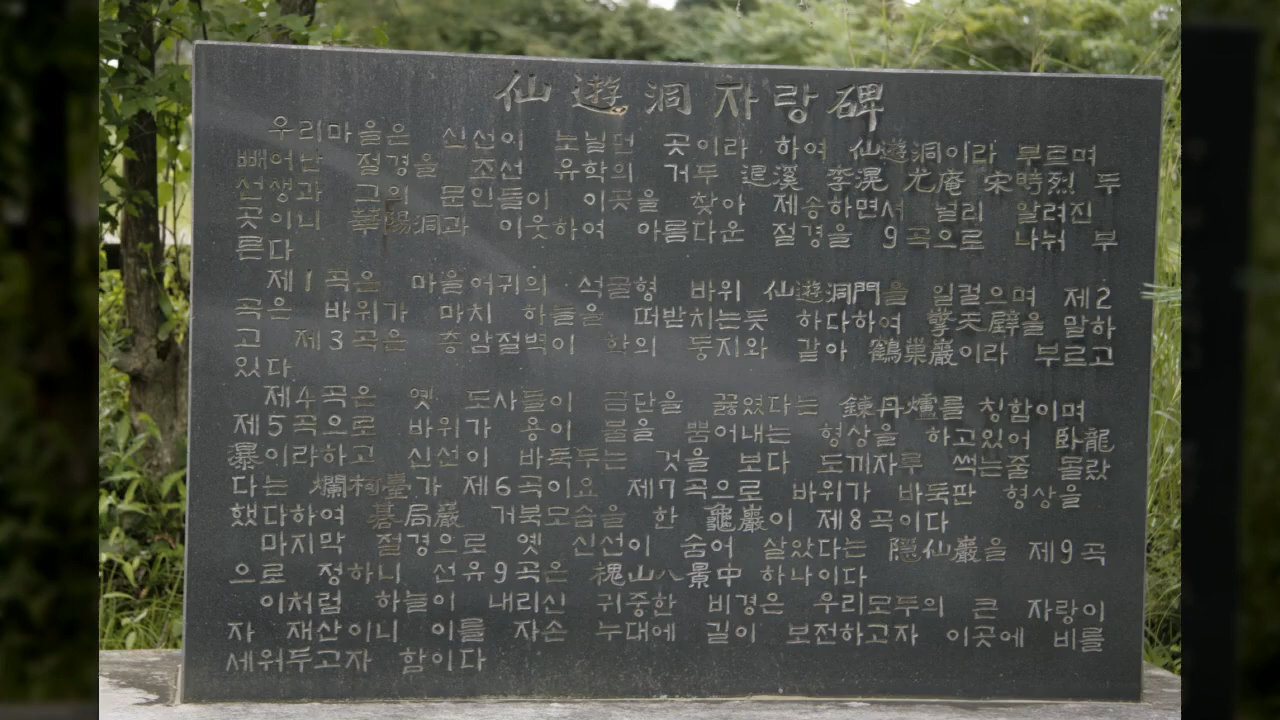 仙遊洞자랑碑
우리마을은 신선이 노닐던 곳이라 하여 仙遊洞이라 부르며
빼어난 절경을 조선 유학의 거두 退溪 李滉 尤庵 宋時烈 두
선생과 그의 문인들이 이곳을 찾아 제송하면서 널리 알려진
곳이니 華陽洞과 이웃하여 아름다운 절경을 9곡으로 나눠 부
른다
제1곡은 마을어귀의 석물형 바위 仙遊洞門을 일컬으며 제2
곡은 바위가 마치 하늘을 떠받치는듯 하다하여 擎天壁을 말하
고 제3곡은 층암절벽이 학의 둥지와 같아 鶴巢巖이라 부르고
있다
제4곡은 옛 도사들이 금단을 끓였다는 鍊丹爐를 칭함이며
제5곡으로 바위가 용이 불을 뿜어내는 형상을 하고있어 卧龍
瀑이라하고 신선이 바둑두는 것을 보다 도끼자루 썩는줄 몰랐
다는 爛柯臺가 제6곡이요 제7곡으로 바위가 바둑판 형상을
했다하여 碁局巖 거북모습을 한 龜巖이 제8곡이다
마지막 절경으로 옛 신선이 숨어 살았다는 隱仙巖을 제9곡
으로 정하니 선유9곡은 槐山八景中 하나이다
이처럼 하늘이 내리신 귀중한 비경은 우리모두의 큰 자랑이
자 재산이니 이를 자손 누대에 길이 보전하고자 이곳에 비를
세워두고자 함이다